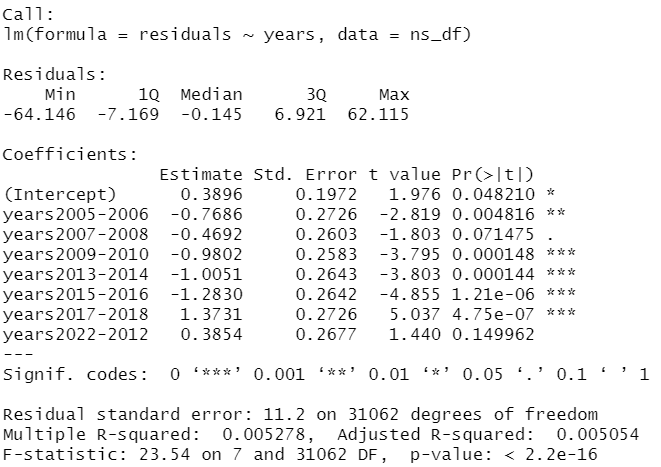 Call:
lm(formula = residuals ~ years, data = ns_df)
Residuals:
Min 1Q Median 3Q Max
-64.146 -7.169 -0.145 6.921 62.115
Coefficients:
Estimate Std. Error t value Pr(>|t|)
(Intercept) 0.3896 0.1972 1.976 0.048210 *
years2005-2006 -0.7686 0.2726 -2.819 0.004816 **
years2007-2008 -0.4692 0.2603 -1.803 0.071475 .
years2009-2010 -0.9802 0.2583 -3.795 0.000148 ***
years2013-2014 -1.0051 0.2643 -3.803 0.000144 ***
years2015-2016 -1.2830 0.2642 -4.855 1.21e-06 ***
years2017-2018 1.3731 0.2726 5.037 4.75e-07 ***
years2022-2012 0.3854 0.2677 1.440 0.149962
---
Signif. codes: 0 ‘***’ 0.001 ‘**’ 0.01 ‘*’ 0.05 ‘.’ 0.1 ‘ ’ 1
Residual standard error: 11.2 on 31062 degrees of freedom
Multiple R-squared: 0.005278, Adjusted R-squared: 0.005054
F-statistic: 23.54 on 7 and 31062 DF, p-value: < 2.2e-16